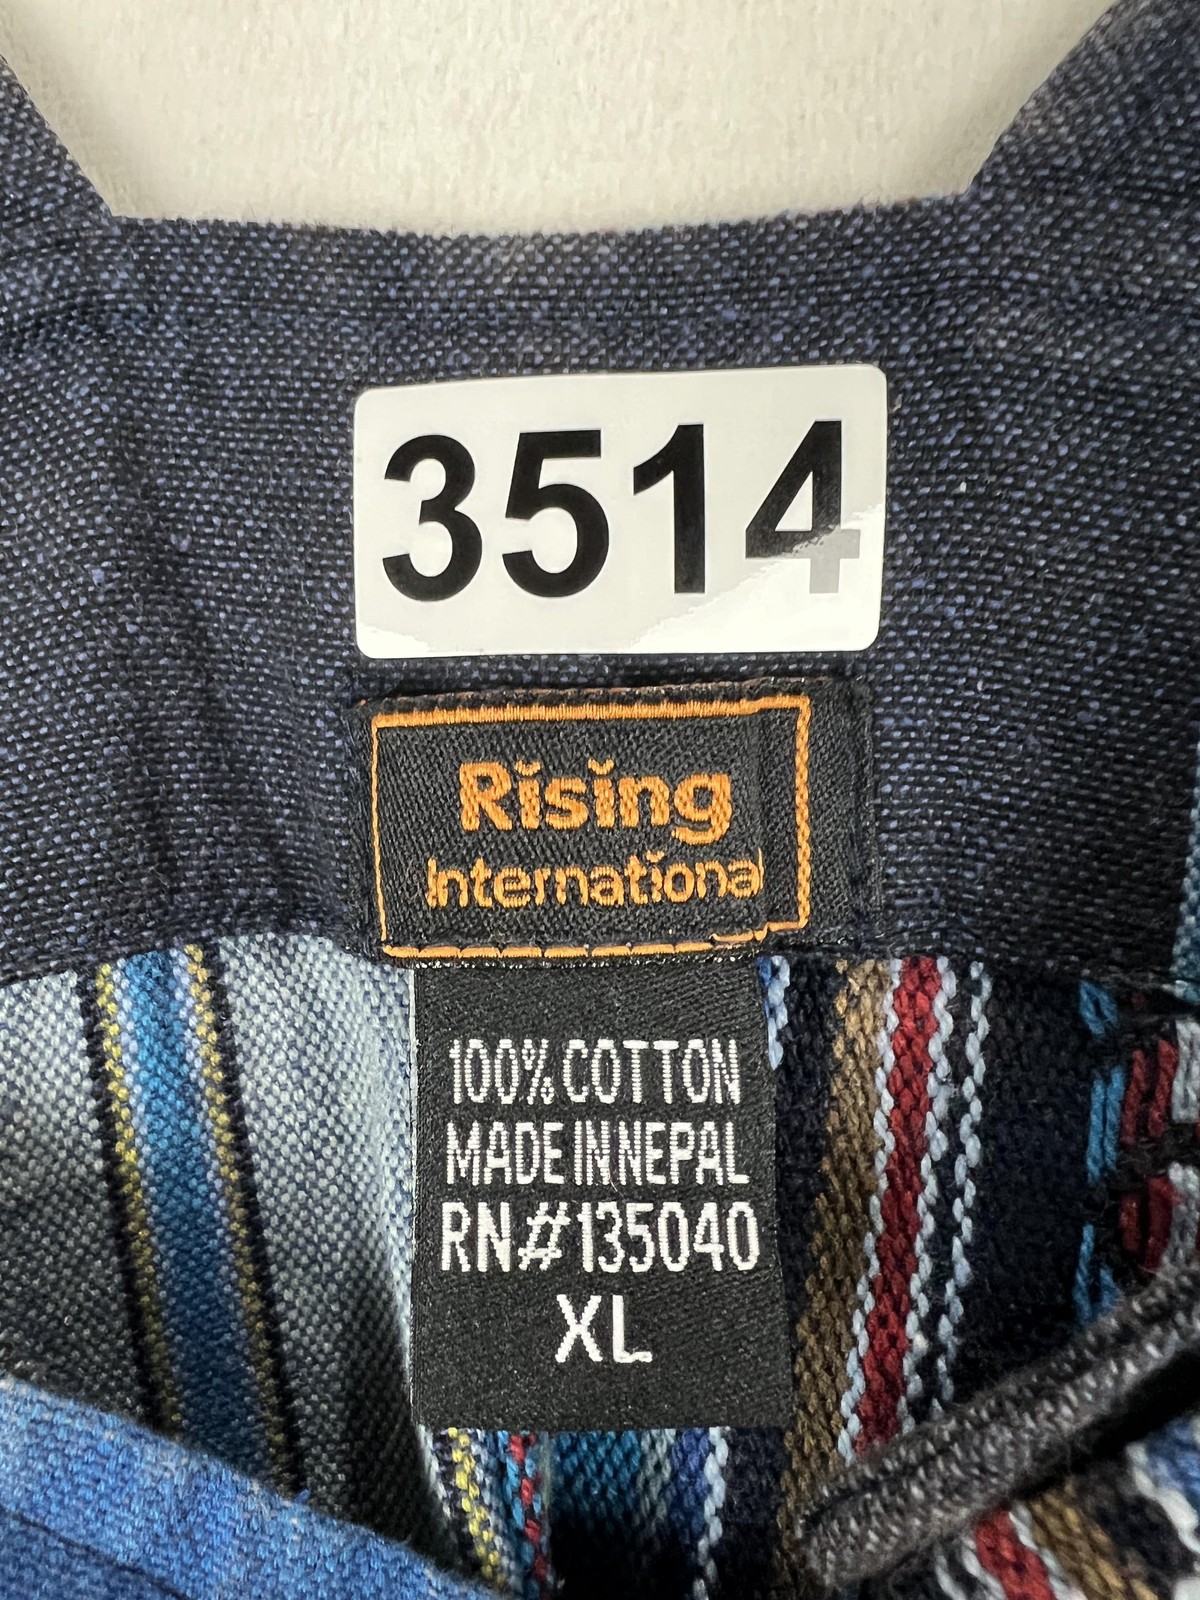 3514
Rising
International
100% COTTON
MADE IN NEPAL
RN#135040
XL